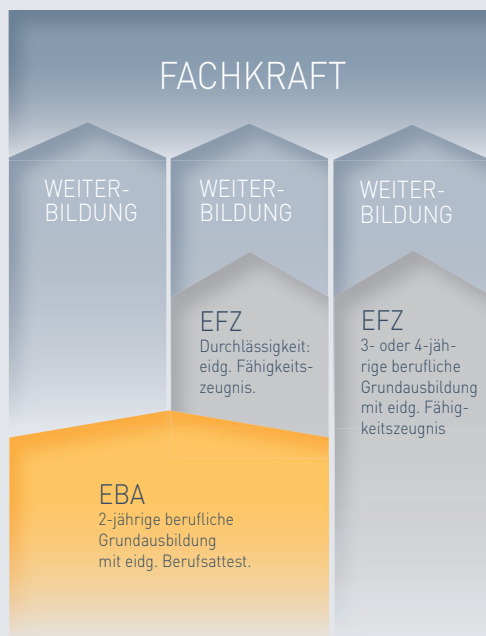 FACHKRAFT
WEITER-
BILDUNG
WEITER-
BILDUNG
WEITER-
BILDUNG
EFZ
Durchlässigkeit:
eidg. Fähigkeits-
zeugnis.
EFZ
3- oder 4-jäh-
rige berufliche
Grundausbildung
mit eidg. Fähig-
keitszeugnis
EBA
2-jährige berufliche
Grundausbildung
mit eidg. Berufsattest.